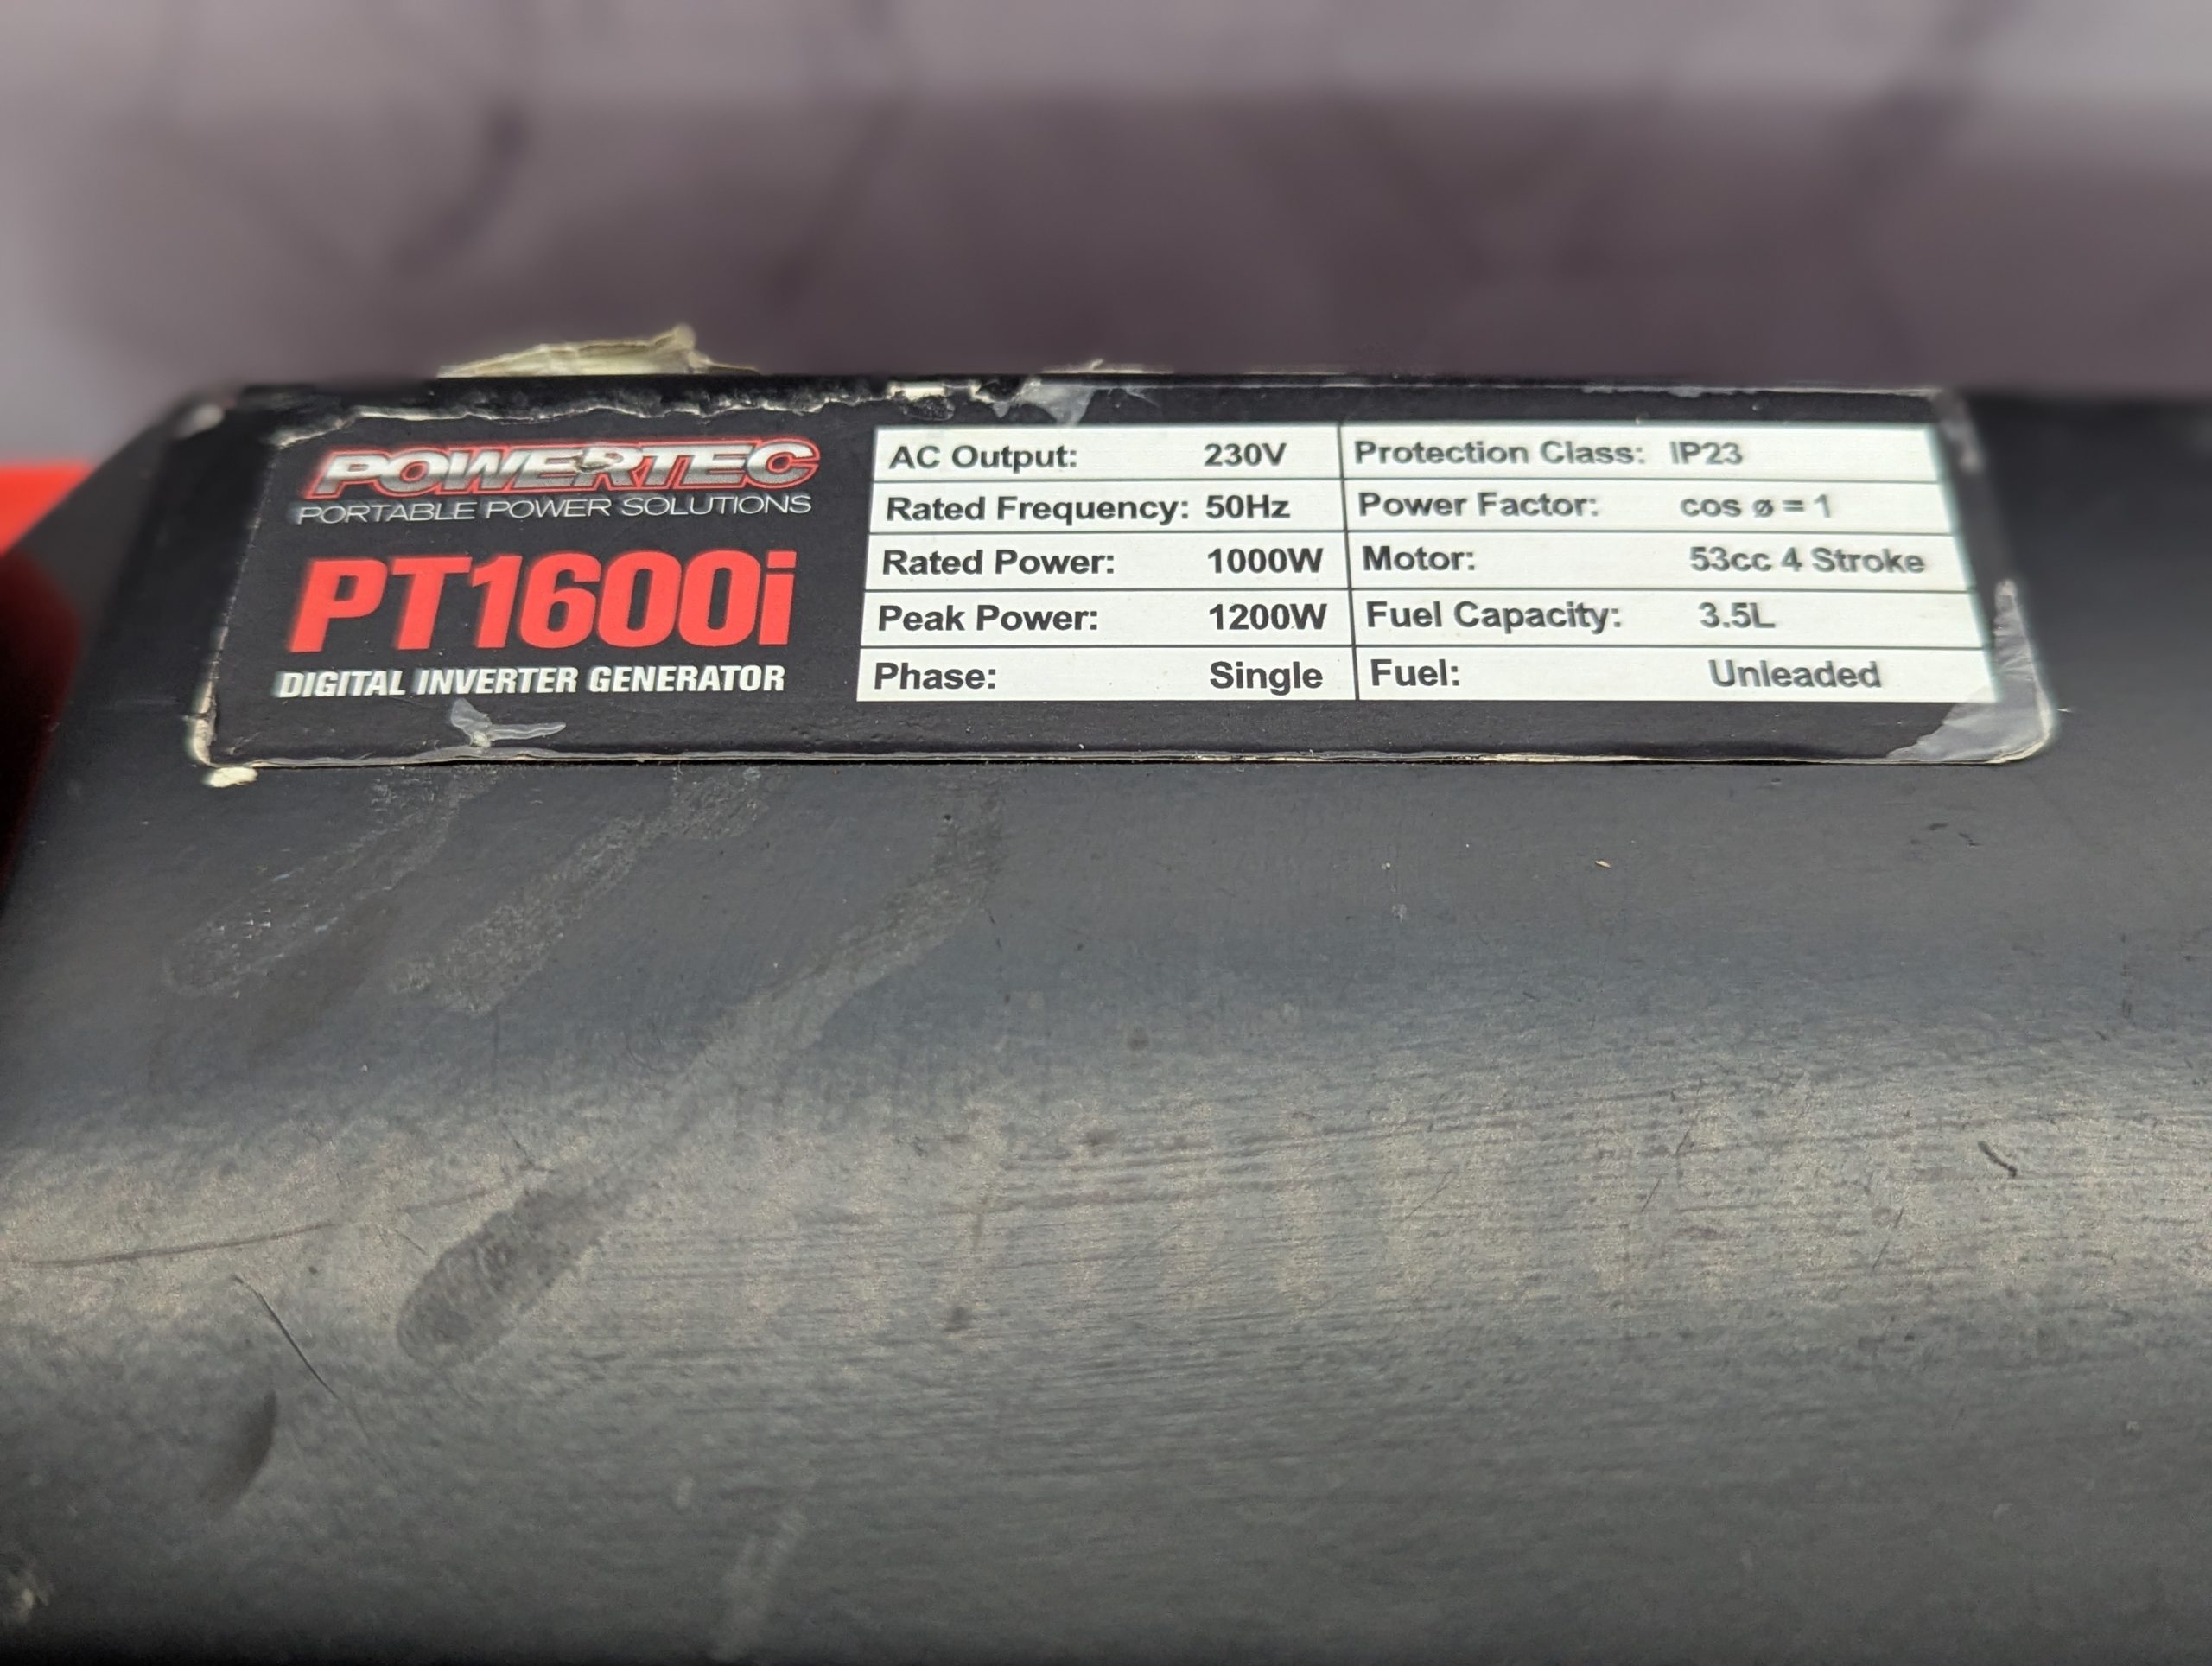 POWERTEC
PORTABLE POWER SOLUTIONS
PT1600i
DIGITAL INVERTER GENERATOR
AC Output: 230V Protection Class: IP23
Rated Frequency: 50Hz Power Factor: cos ø = 1
Rated Power: 1000W Motor: 53cc 4 Stroke
Peak Power: 1200W Fuel Capacity: 3.5L
Phase: Single Fuel: Unleaded